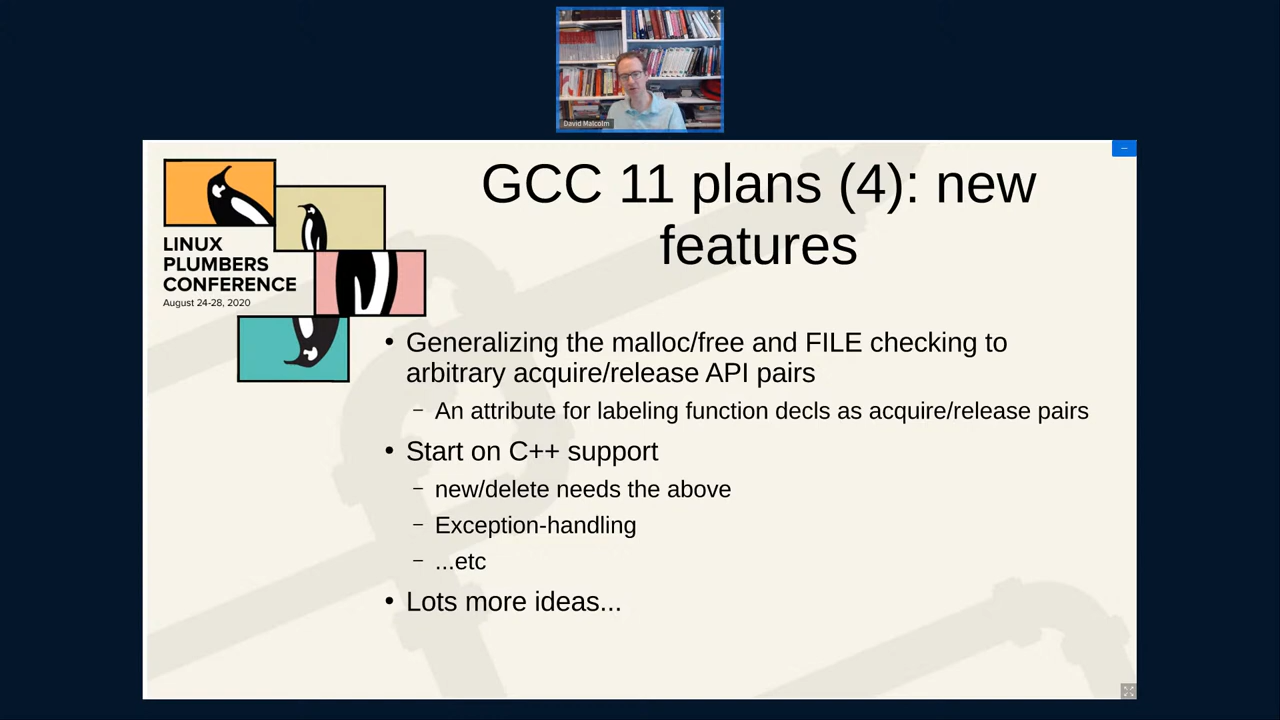 David Malcolm
GCC 11 plans (4): new
features
LINUX
PLUMBERS
CONFERENCE
August 24-28, 2020
• Generalizing the malloc/free and FILE checking to
arbitrary acquire/release API pairs
– An attribute for labeling function decls as acquire/release pairs
• Start on C++ support
– new/delete needs the above
– Exception-handling
– ...etc
• Lots more ideas...